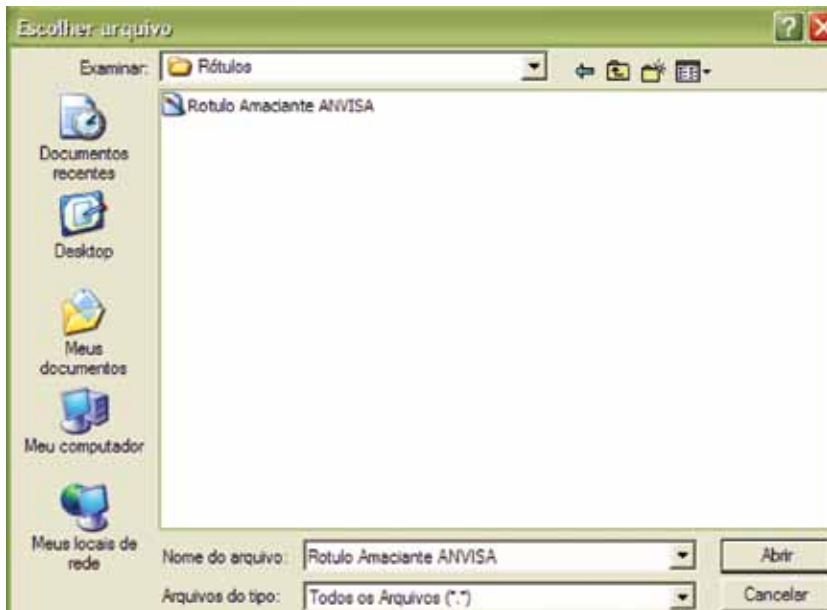 Escolher arquivo
Examinar: Rótulos
Rotulo Amaciante ANVISA
Documentos
recentes
Desktop
Meus
documentos
Meu computador
Meus locais de
rede
Nome do arquivo: Rotulo Amaciante ANVISA Abrir
Arquivos do tipo: Todos os Arquivos (*.*) Cancelar